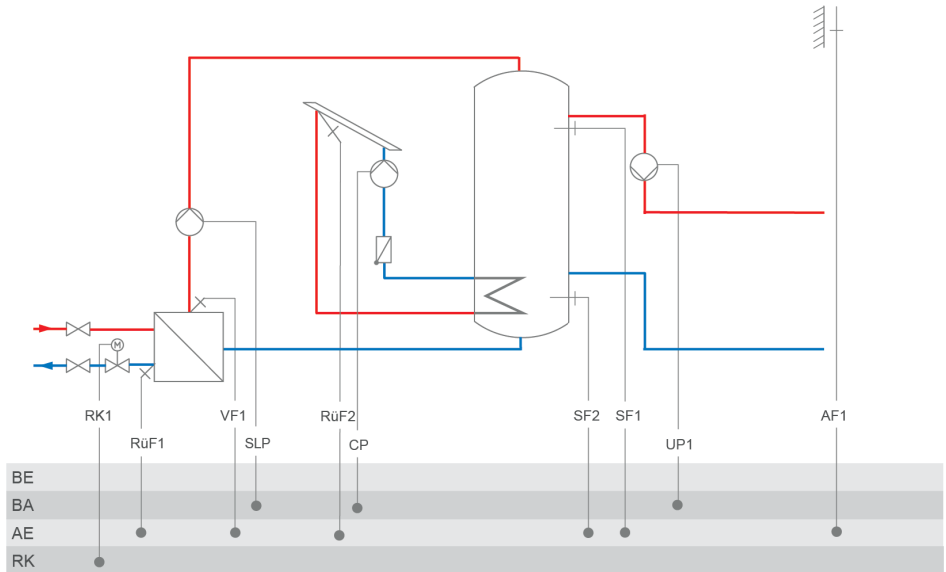 M
RK1
VF1
RüF2
SF2
SF1
AF1
RüF1
SLP
CP
UP1
BE
BA
AE
RK